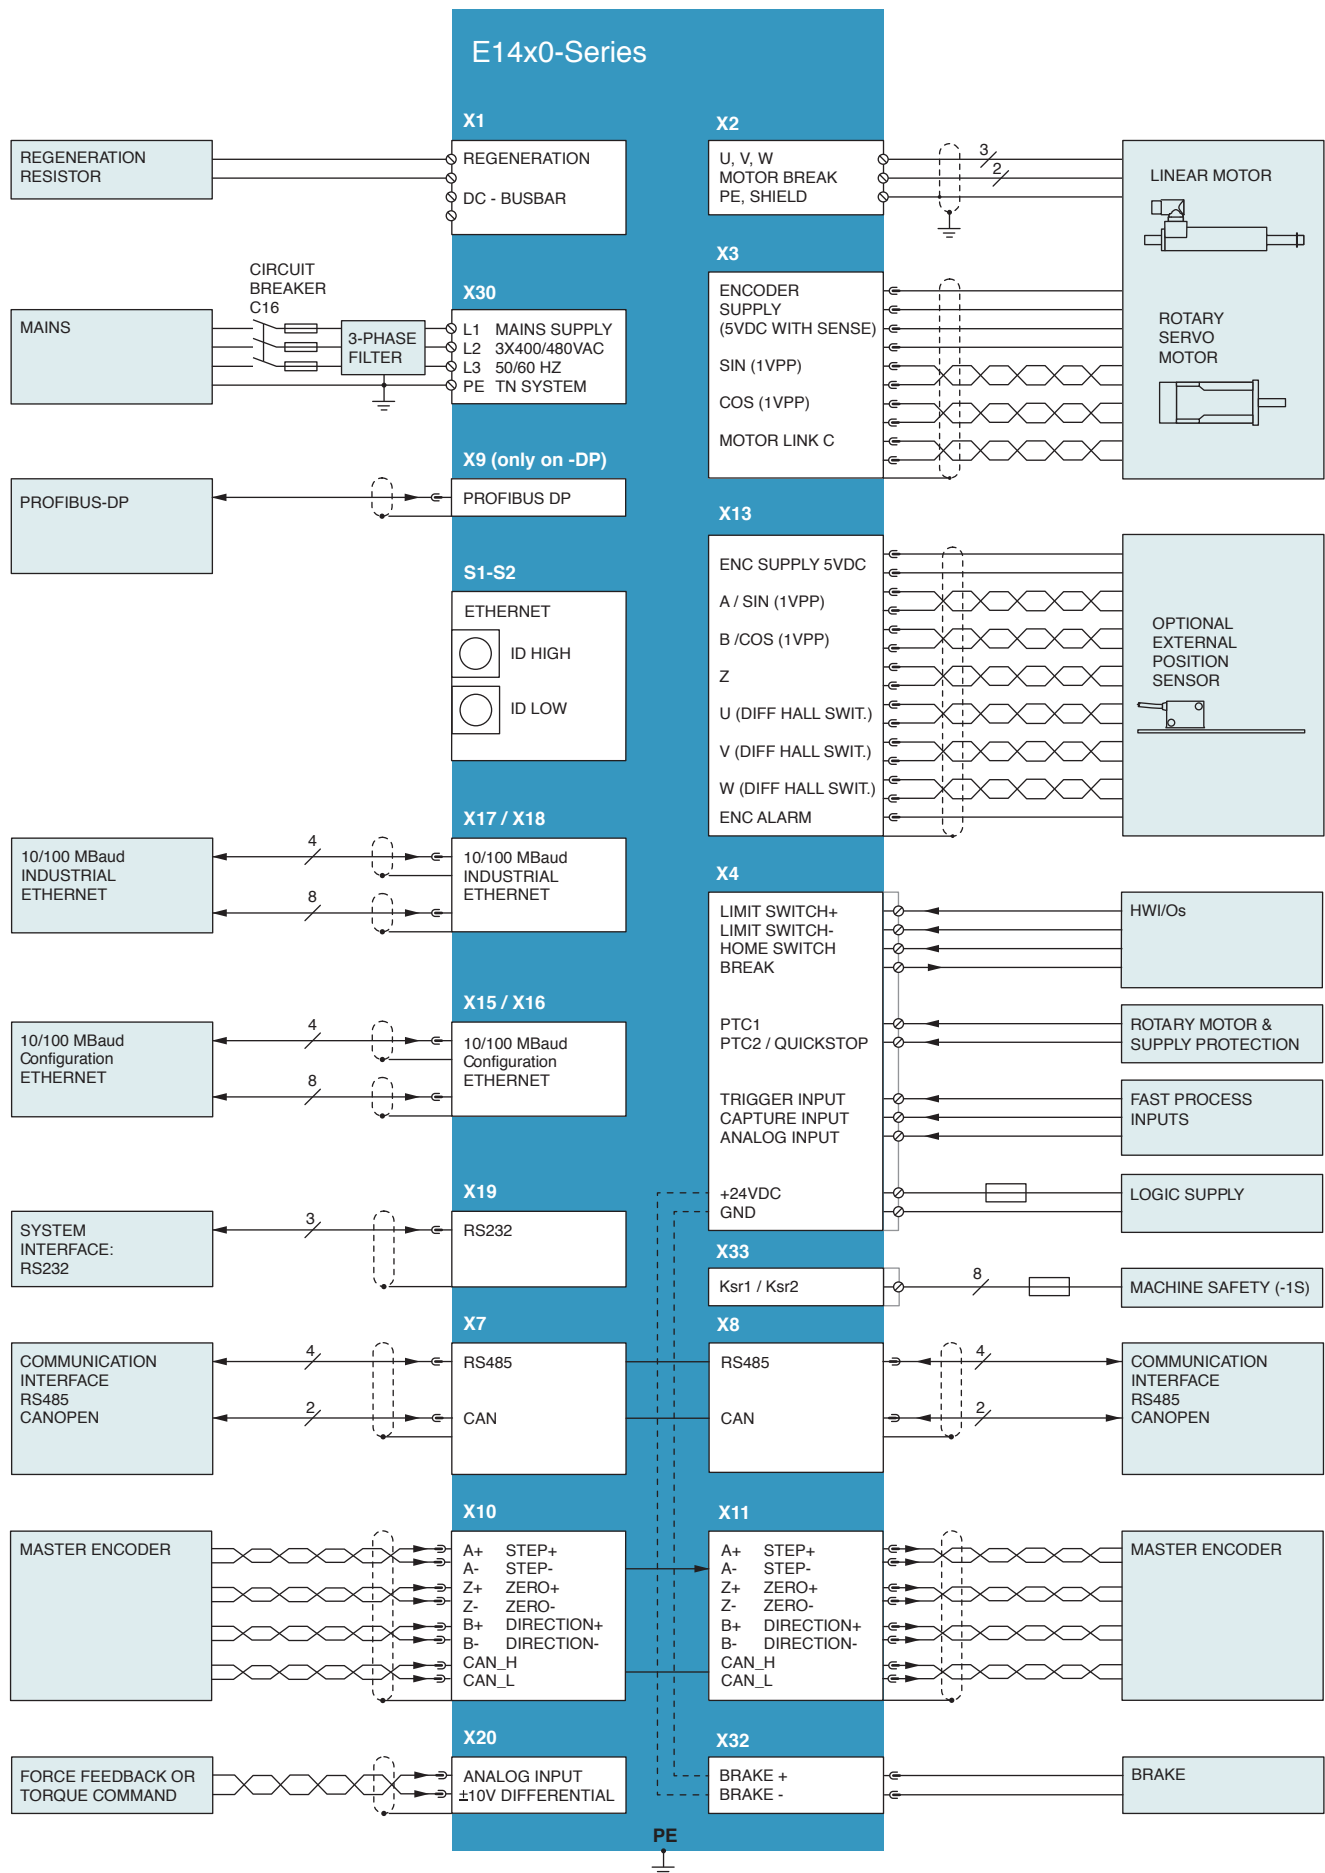 E14x0-Series
X1
REGENERATION
RESISTOR
REGENERATION
DC - BUSBAR
X2
U, V, W
MOTOR BREAK
PE, SHIELD
3
2
LINEAR MOTOR
ROTARY
SERVO
MOTOR
X3
ENCODER
SUPPLY
(5VDC WITH SENSE)
SIN (1VPP)
COS (1VPP)
MOTOR LINK C
CIRCUIT
BREAKER
C16
MAINS
3-PHASE
FILTER
X30
L1 MAINS SUPPLY
L2 3X400/480VAC
L3 50/60 HZ
PE TN SYSTEM
X9 (only on -DP)
PROFIBUS-DP
PROFIBUS DP
X13
ENC SUPPLY 5VDC
A / SIN (1VPP)
B /COS (1VPP)
Z
U (DIFF HALL SWIT.)
V (DIFF HALL SWIT.)
W (DIFF HALL SWIT.)
ENC ALARM
OPTIONAL
EXTERNAL
POSITION
SENSOR
S1-S2
ETHERNET
ID HIGH
ID LOW
X17 / X18
10/100 MBaud
INDUSTRIAL
ETHERNET
4
8
10/100 MBaud
INDUSTRIAL
ETHERNET
X4
LIMIT SWITCH+
LIMIT SWITCH-
HOME SWITCH
BREAK
PTC1
PTC2 / QUICKSTOP
TRIGGER INPUT
CAPTURE INPUT
ANALOG INPUT
+24VDC
GND
HWI/Os
ROTARY MOTOR &
SUPPLY PROTECTION
FAST PROCESS
INPUTS
LOGIC SUPPLY
X15 / X16
10/100 MBaud
Configuration
ETHERNET
4
8
10/100 MBaud
Configuration
ETHERNET
X19
SYSTEM
INTERFACE:
RS232
3
RS232
X33
Ksr1 / Ksr2
8
MACHINE SAFETY (-1S)
X7
COMMUNICATION
INTERFACE
RS485
CANOPEN
4
2
RS485
CAN
X8
RS485
CAN
4
2
COMMUNICATION
INTERFACE
RS485
CANOPEN
X10
MASTER ENCODER
A+ STEP+
A- STEP-
Z+ ZERO+
Z- ZERO-
B+ DIRECTION+
B- DIRECTION-
CAN_H
CAN_L
X11
A+ STEP+
A- STEP-
Z+ ZERO+
Z- ZERO-
B+ DIRECTION+
B- DIRECTION-
CAN_H
CAN_L
MASTER ENCODER
X20
FORCE FEEDBACK OR
TORQUE COMMAND
ANALOG INPUT
±10V DIFFERENTIAL
X32
BRAKE +
BRAKE -
BRAKE
PE